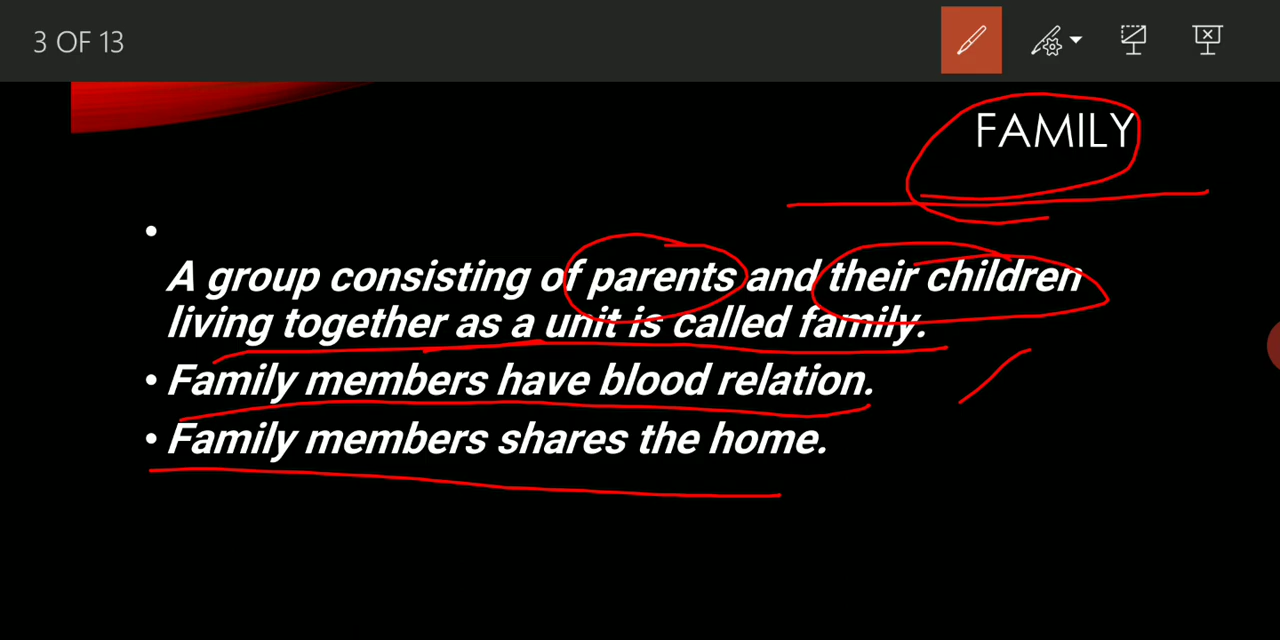 3 OF 13
FAMILY
•
A group consisting of parents and their children
living together as a unit is called family.
• Family members have blood relation.
• Family members shares the home.